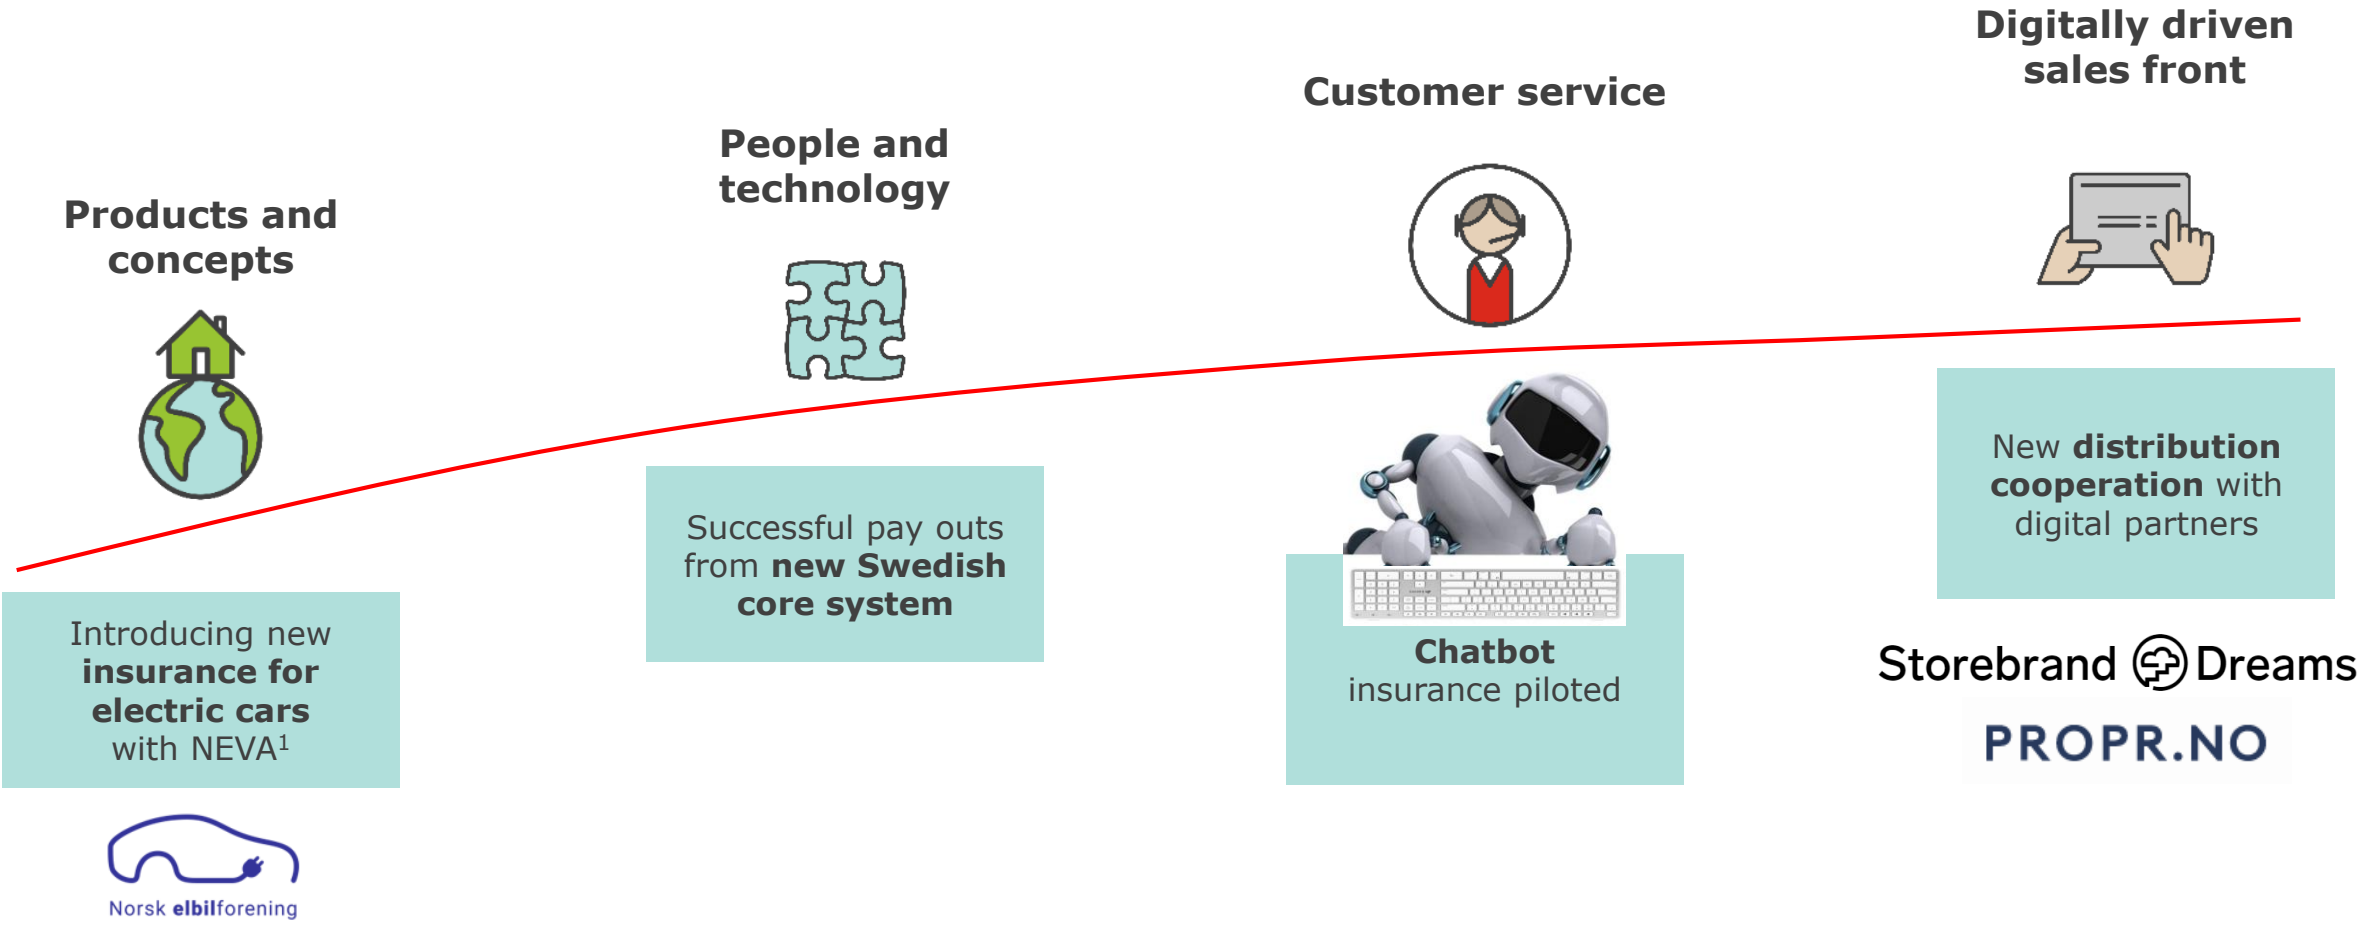 Products and
concepts
Introducing new
insurance for
electric cars
with NEVA¹
Norsk elbilforening
People and
technology
Successful pay outs
from new Swedish
core system
Customer service
Chatbot
insurance piloted
Digitally driven
sales front
New distribution
cooperation with
digital partners
Storebrand Dreams
PROPR.NO